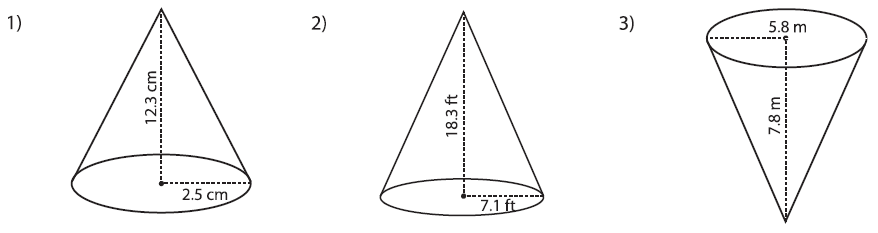 1)
12.3 cm
2.5 cm
2)
18.3 ft
7.1 ft
3)
5.8 m
7.8 m